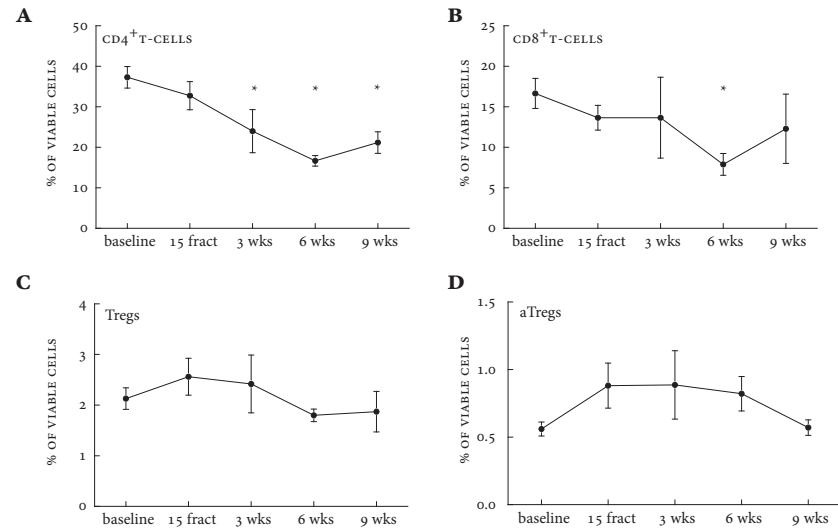 A
CD4+T-CELLS
% OF VIABLE CELLS
50
40
30
20
10
0
* * *
baseline 15 fract 3 wks 6 wks 9 wks
B
CD8+T-CELLS
% OF VIABLE CELLS
25
20
15
10
5
0
*
baseline 15 fract 3 wks 6 wks 9 wks
C
Tregs
% OF VIABLE CELLS
4
3
2
1
0
baseline 15 fract 3 wks 6 wks 9 wks
D
aTregs
% OF VIABLE CELLS
1.5
1.0
0.5
0.0
baseline 15 fract 3 wks 6 wks 9 wks